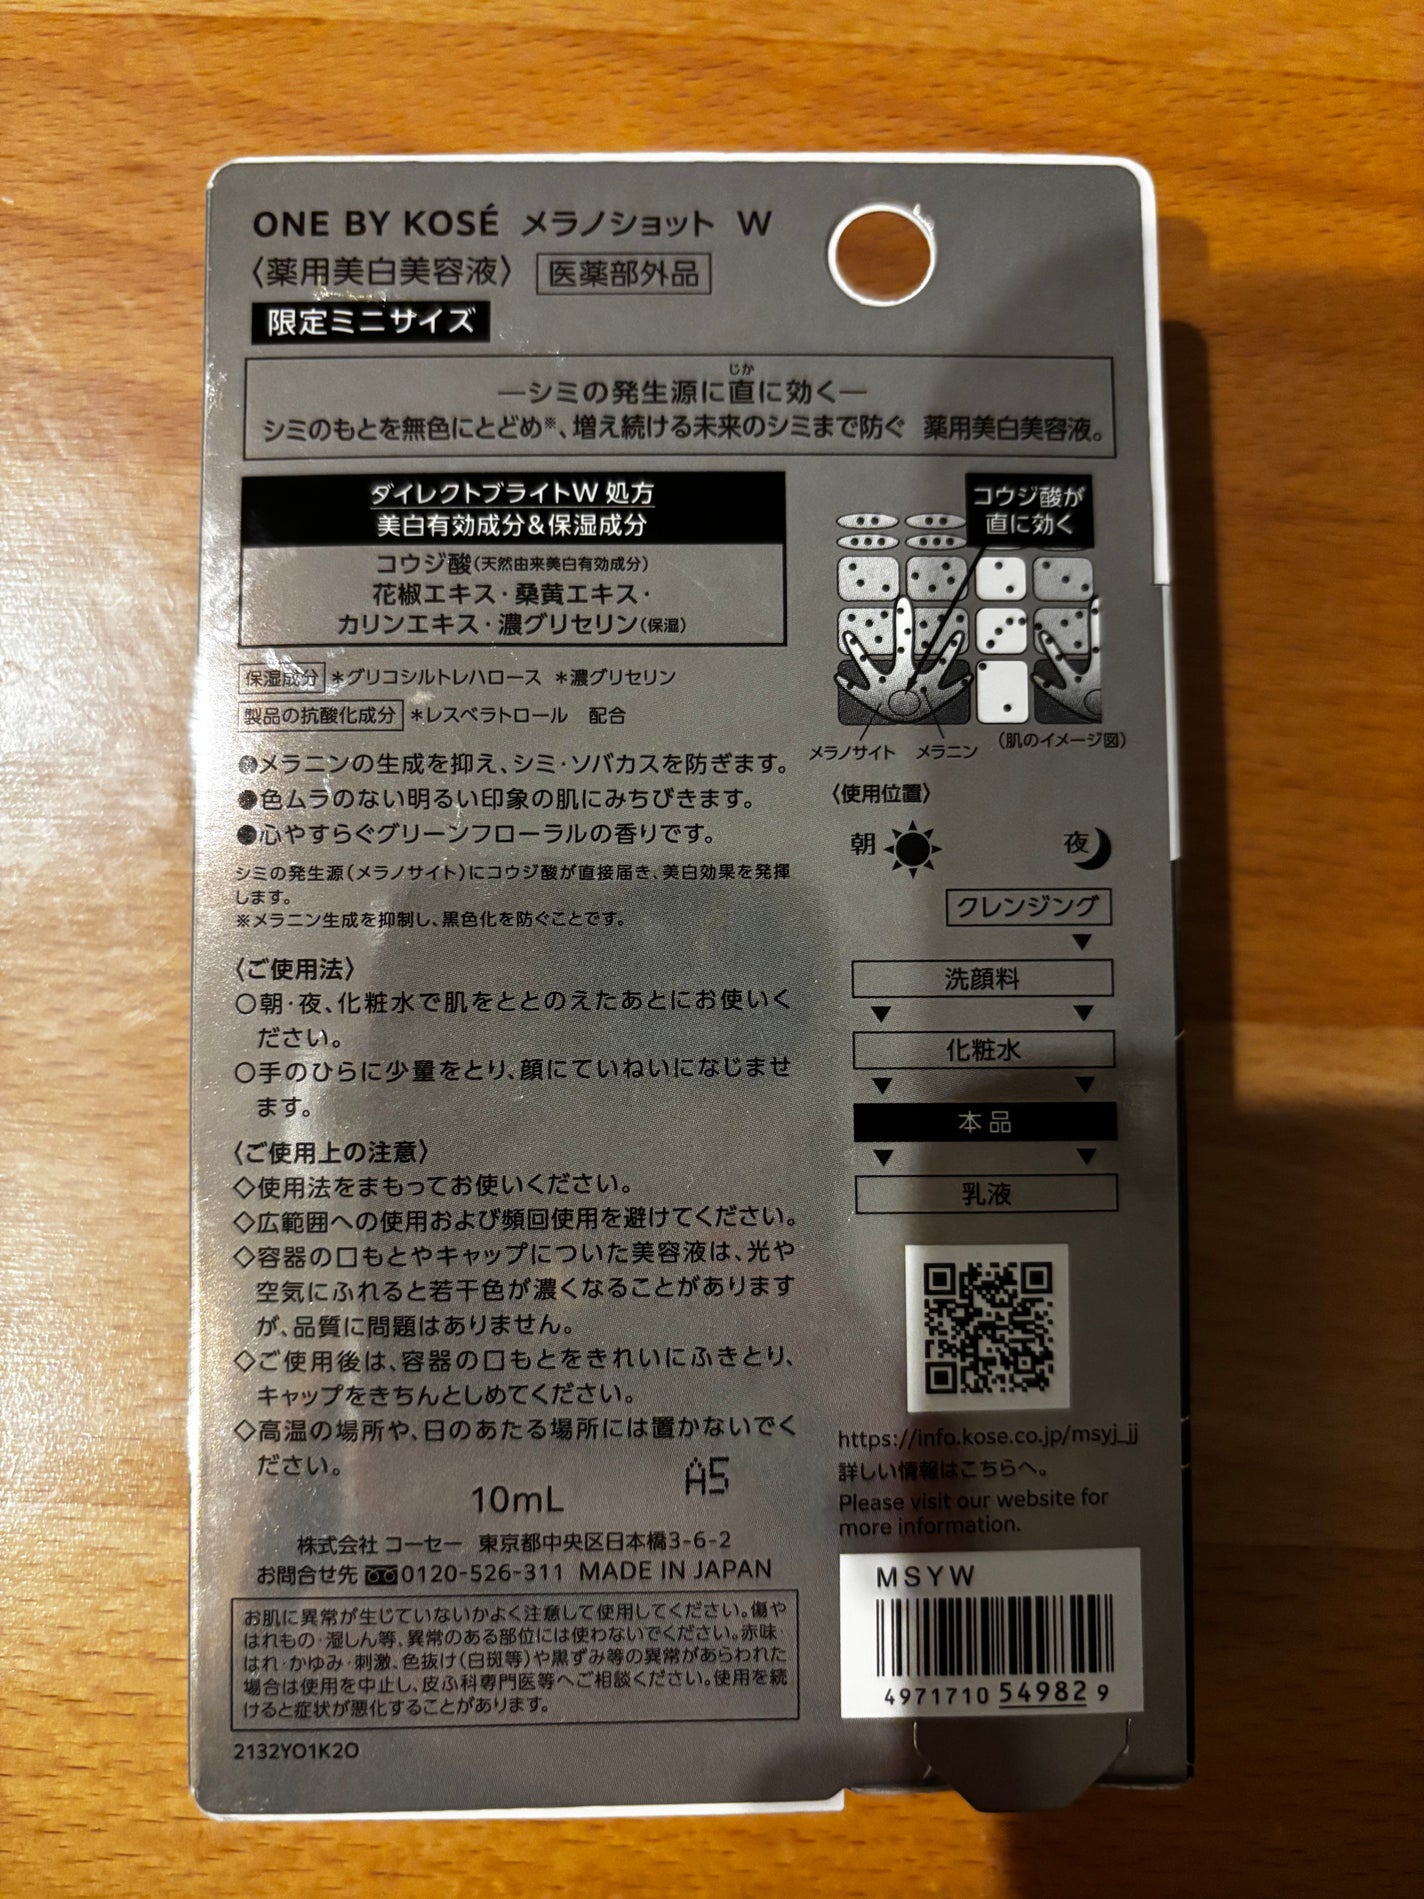 ONE BY KOSÉ メラノショット W
〈薬用美白美容液〉 医薬部外品
限定ミニサイズ
じか
―シミの発生源に直に効く―
シミのもとを無色にとどめ※、増え続ける未来のシミまで防ぐ 薬用美白美容液。
ダイレクトブライトW 処方
美白有効成分&保湿成分
コウジ酸(天然由来美白有効成分)
花椒エキス・桑黄エキス・
カリンエキス・濃グリセリン(保湿)
保湿成分 *グリコシルトレハロース *濃グリセリン
製品の抗酸化成分 *レスベラトロール 配合
●メラニンの生成を抑え、シミ・ソバカスを防ぎます。
●色ムラのない明るい印象の肌にみちびきます。
●心やすらぐグリーンフローラルの香りです。
シミの発生源(メラノサイト)にコウジ酸が直接届き、美白効果を発揮
します。
※メラニン生成を抑制し、黒色化を防ぐことです。
〈ご使用法〉
○朝・夜、化粧水で肌をととのえたあとにお使いく
ださい。
○手のひらに少量をとり、顔にていねいになじませ
ます。
〈ご使用上の注意〉
◇使用法をまもってお使いください。
◇広範囲への使用および頻回使用を避けてください。
◇容器の口もとやキャップについた美容液は、光や
空気にふれると若干色が濃くなることがあります
が、品質に問題はありません。
◇ご使用後は、容器の口もとをきれいにふきとり、
キャップをきちんとしめてください。
◇高温の場所や、日のあたる場所には置かないでく
ださい。
A5
10mL
株式会社 コーセー 東京都中央区日本橋3-6-2
お問合せ先 0120-526-311 MADE IN JAPAN
お肌に異常が生じていないかよく注意して使用してください。傷や
はれもの・湿しん等、異常のある部位には使わないでください。赤味・
はれ・かゆみ・刺激、色抜け(白斑等)や黒ずみ等の異常があらわれた
場合は使用を中止し、皮ふ科専門医等へご相談ください。使用を続
けると症状が悪化することがあります。
2132YO1K2O
コウジ酸が
直に効く
メラノサイト メラニン (肌のイメージ図)
〈使用位置〉
朝 夜
クレンジング
▼
洗顔料
▼ ▼
化粧水
▼ ▼
本品
▼ ▼
乳液
https://info.kose.co.jp/msyj_jj
詳しい情報はこちらへ。
Please visit our website for
more information.
MSYW
4971710 54982 9